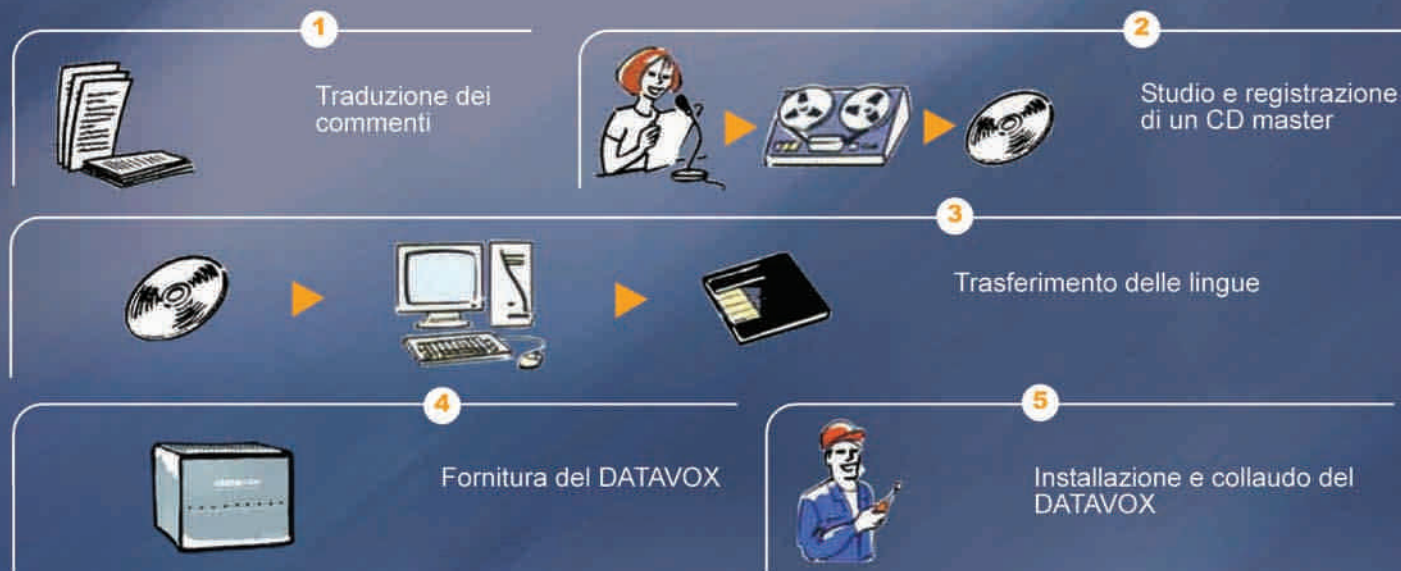 1
Traduzione dei
commenti
2
Studio e registrazione
di un CD master
3
Trasferimento delle lingue
4
Fornitura del DATAVOX
5
Installazione e collaudo del
DATAVOX